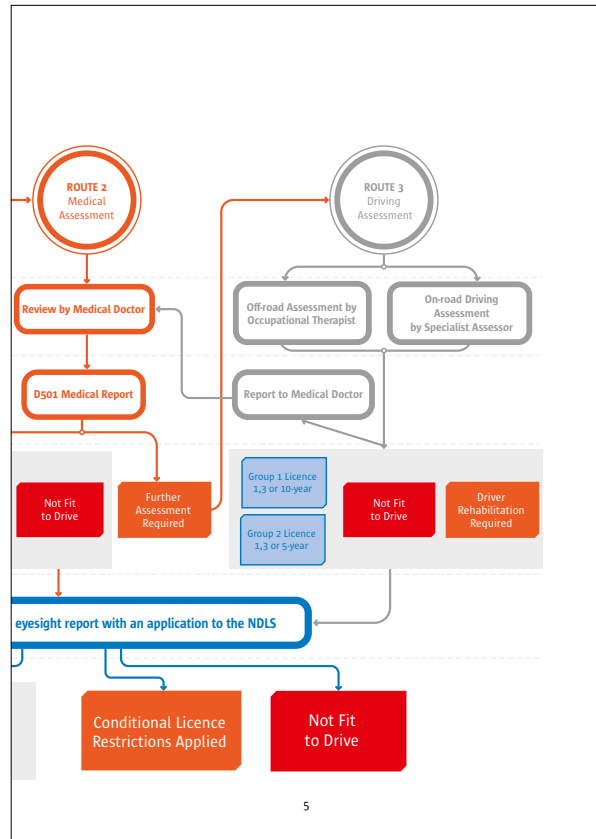 ROUTE 2
Medical
Assessment
ROUTE 3
Driving
Assessment
Review by Medical Doctor
Off-road Assessment by
Occupational Therapist
On-road Driving
Assessment
by Specialist Assessor
D501 Medical Report
Report to Medical Doctor
Not Fit
to Drive
Further
Assessment
Required
Group 1 Licence
1,3 or 10-year
Group 2 Licence
1,3 or 5-year
Not Fit
to Drive
Driver
Rehabilitation
Required
eyesight report with an application to the NDLS
Conditional Licence
Restrictions Applied
Not Fit
to Drive
5